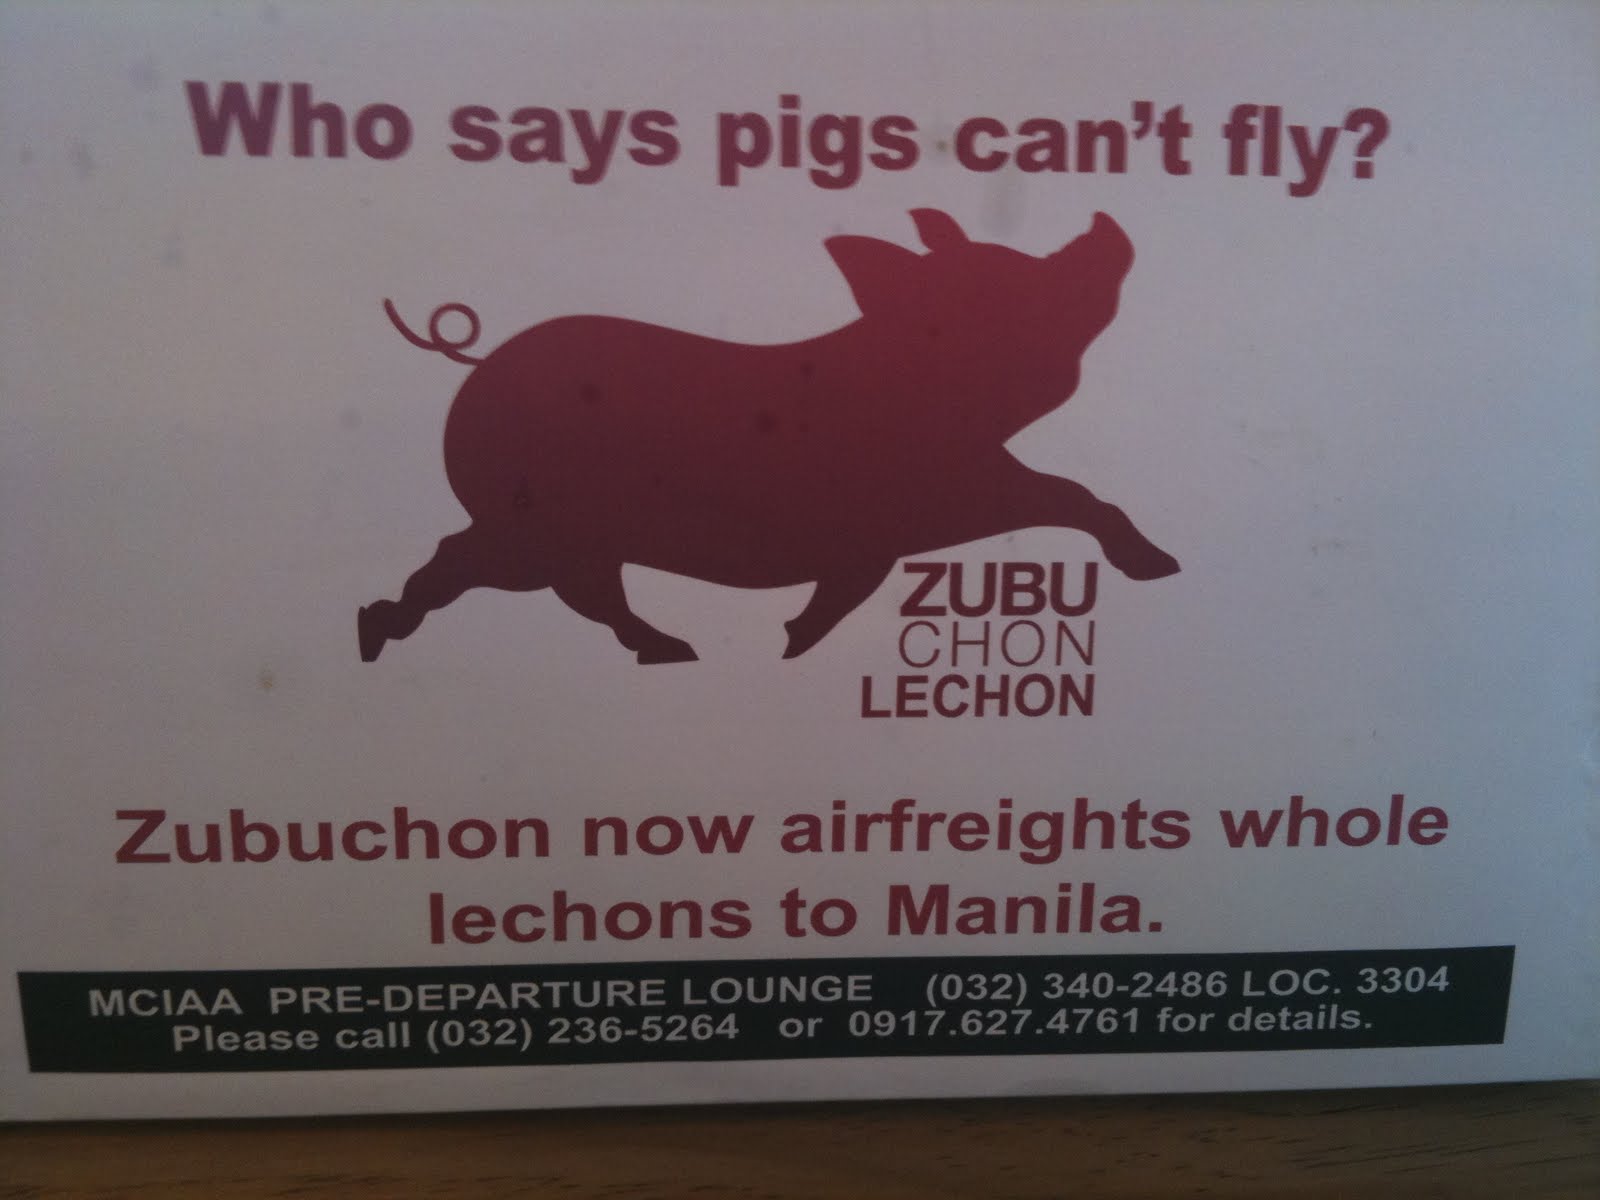 Who says pigs can't fly?
ZUBU
CHON
LECHON
Zubuchon now airfreights whole
lechons to Manila.
MCIAA PRE-DEPARTURE LOUNGE (032) 340-2486 LOC. 3304
Please call (032) 236-5264 or 0917.627.4761 for details.